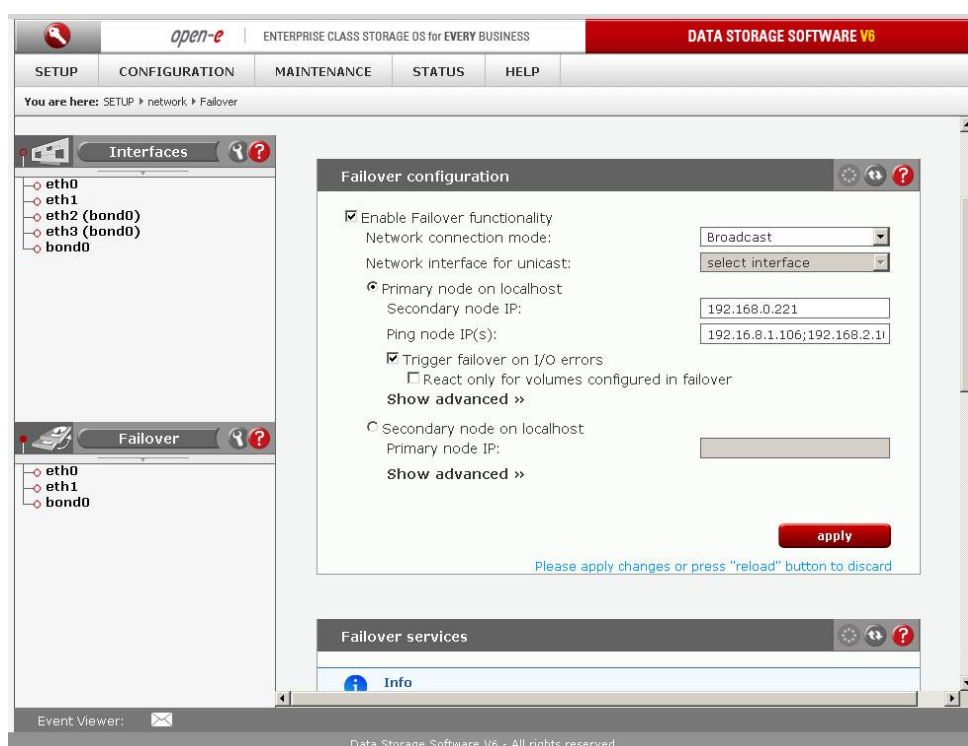 open-e ENTERPRISE CLASS STORAGE OS for EVERY BUSINESS DATA STORAGE SOFTWARE V6
SETUP CONFIGURATION MAINTENANCE STATUS HELP
You are here: SETUP network Failover
Interfaces
eth0
eth1
eth2 (bond0)
eth3 (bond0)
bond0
Failover
eth0
eth1
bond0
Failover configuration
Enable Failover functionality
Network connection mode: Broadcast
Network interface for unicast: select interface
Primary node on localhost
Secondary node IP: 192.168.0.221
Ping node IP(s): 192.16.8.1.106;192.168.2.1
Trigger failover on I/O errors
React only for volumes configured in failover
Show advanced »
Secondary node on localhost
Primary node IP:
Show advanced »
apply
Please apply changes or press "reload" button to discard
Failover services
Info
Event Viewer:
Data Storage Software V6 - All rights reserved